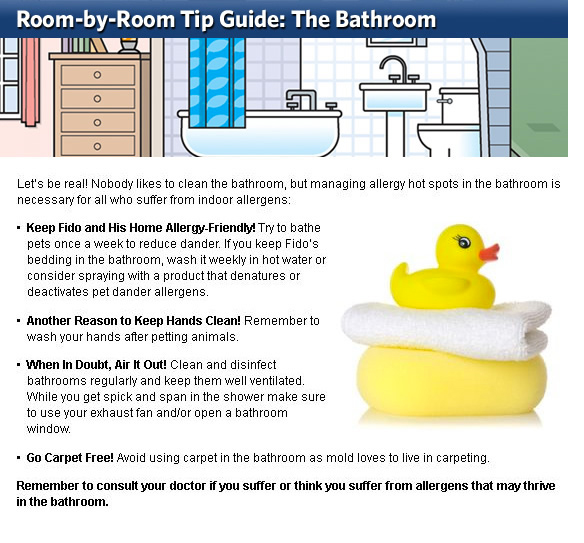 Room-by-Room Tip Guide: The Bathroom
Let's be real! Nobody likes to clean the bathroom, but managing allergy hot spots in the bathroom is
necessary for all who suffer from indoor allergens:
• Keep Fido and His Home Allergy-Friendly! Try to bathe
pets once a week to reduce dander. If you keep Fido's
bedding in the bathroom, wash it weekly in hot water or
consider spraying with a product that denatures or
deactivates pet dander allergens.
• Another Reason to Keep Hands Clean! Remember to
wash your hands after petting animals.
• When In Doubt, Air It Out! Clean and disinfect
bathrooms regularly and keep them well ventilated.
While you get spick and span in the shower make sure
to use your exhaust fan and/or open a bathroom
window.
• Go Carpet Free! Avoid using carpet in the bathroom as mold loves to live in carpeting.
Remember to consult your doctor if you suffer or think you suffer from allergens that may thrive
in the bathroom.